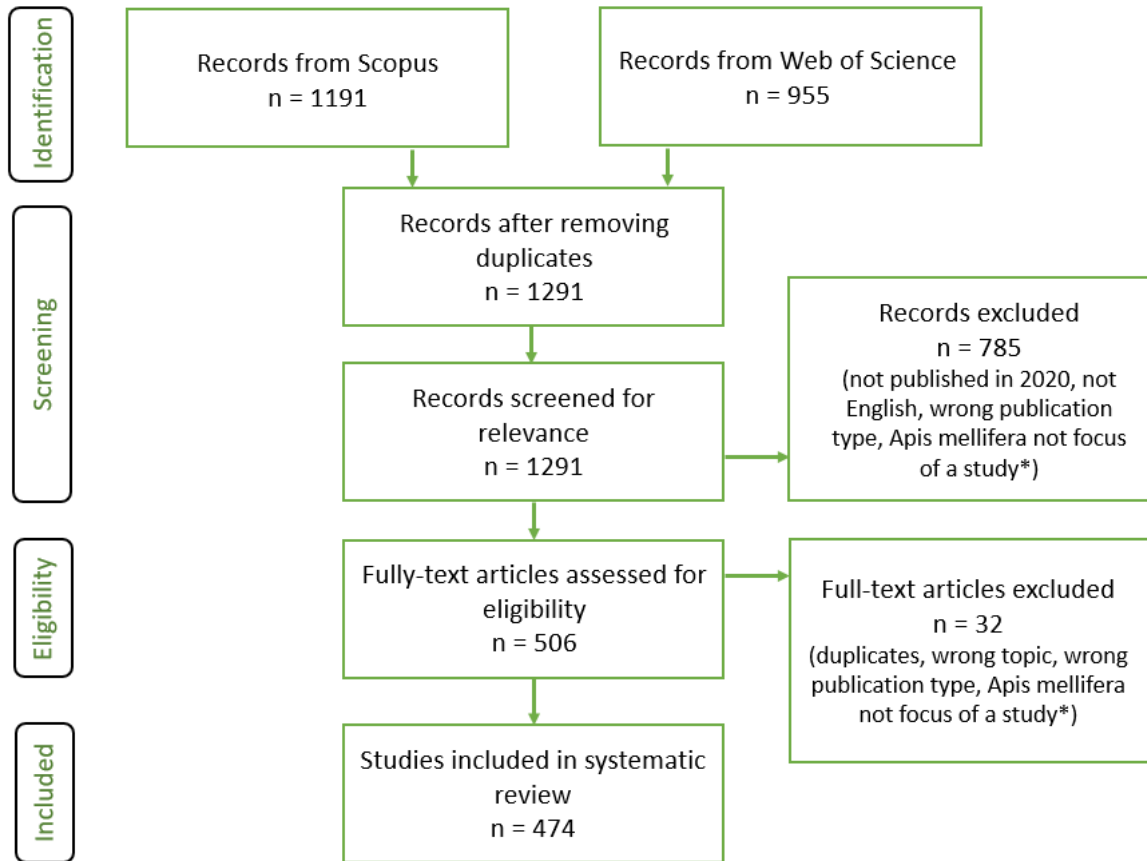 Identification
Records from Scopus
n = 1191
Records from Web of Science
n = 955
Screening
Records after removing
duplicates
n = 1291
Records screened for
relevance
n = 1291
Records excluded
n = 785
(not published in 2020, not
English, wrong publication
type, Apis mellifera not focus
of a study*)
Eligibility
Fully-text articles assessed for
eligibility
n = 506
Full-text articles excluded
n = 32
(duplicates, wrong topic, wrong
publication type, Apis mellifera
not focus of a study*)
Included
Studies included in systematic
review
n = 474